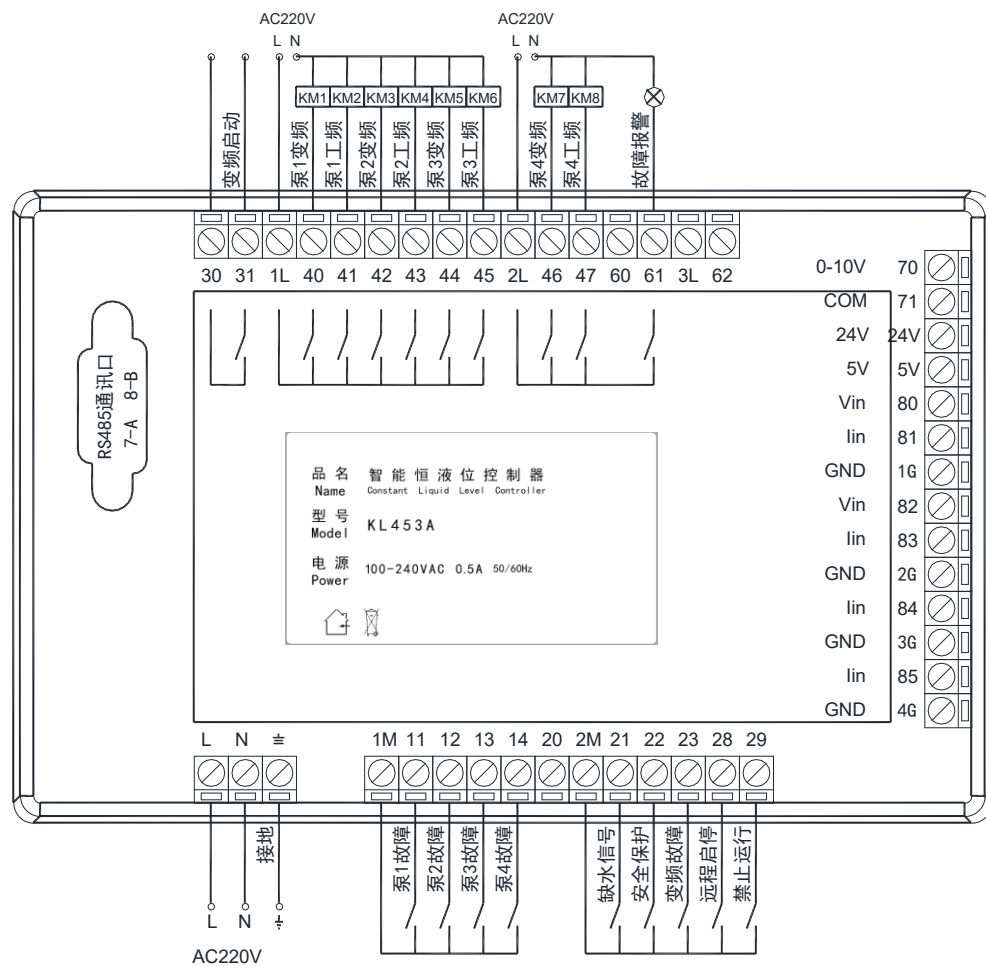 AC220V
AC220V
L N
L N
KM1 KM2 KM3 KM4 KM5 KM6
KM7 KM8
变频启动
泵1变频
泵1工频
泵2变频
泵2工频
泵3变频
泵3工频
泵4变频
泵4工频
故障报警
30 31 1L 40 41 42 43 44 45 2L 46 47 60 61 3L 62
0-10V 70
COM 71
24V 24V
5V 5V
Vin 80
Iin 81
GND 1G
Vin 82
Iin 83
GND 2G
Iin 84
GND 3G
Iin 85
GND 4G
RS485通讯口
7-A 8-B
品名 智能恒液位控制器
Name Constant Liquid Level Controller
型号
Model KL453A
电源
Power 100-240VAC 0.5A 50/60Hz
L N
1M 11 12 13 14 20 2M 21 22 23 28 29
接地
泵1故障
泵2故障
泵3故障
泵4故障
缺水信号
安全保护
变频故障
远程启停
禁止运行
L N
AC220V